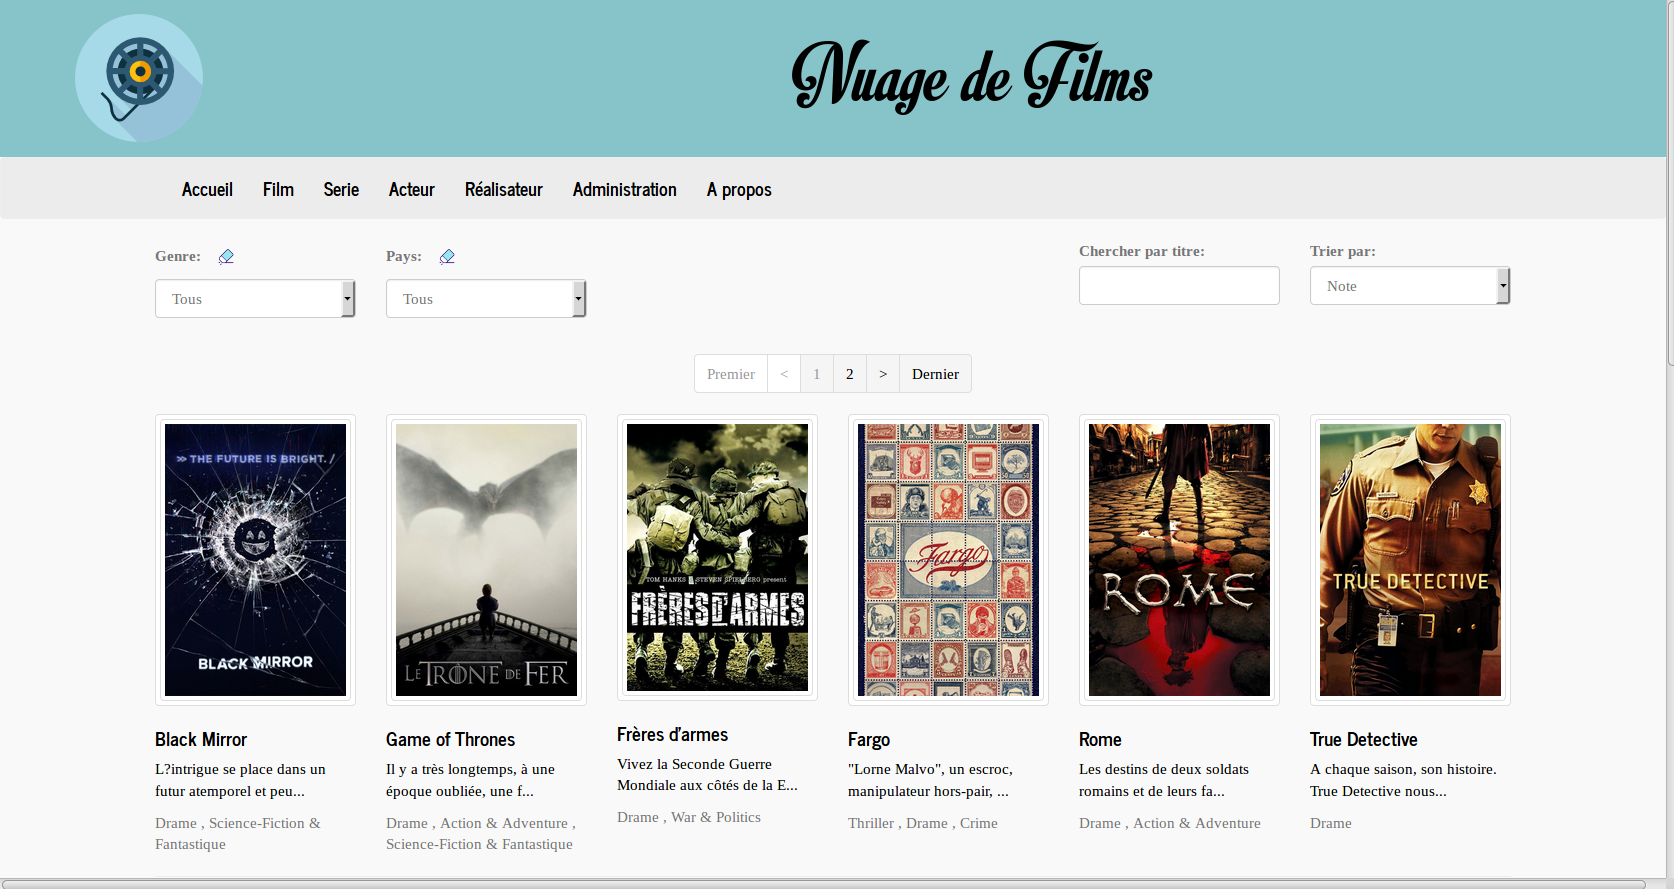 Nuage de Films
Accueil Film Serie Acteur Réalisateur Administration A propos
Genre:
Pays:
Chercher par titre:
Trier par:
Tous
Tous
Note
Premier < 1 2 > Dernier
>> THE FUTURE IS BRIGHT. /
BLACK MIRROR
LE TRÔNE DE FER
TOM HANKS & STEVEN SPIELBERG present
FRÈRES D'ARMES
Fargo
ROME
TRUE DETECTIVE
Black Mirror
L?intrigue se place dans un
futur atemporel et peu...
Drame , Science-Fiction &
Fantastique
Game of Thrones
Il y a très longtemps, à une
époque oubliée, une f...
Drame , Action & Adventure ,
Science-Fiction & Fantastique
Frères d'armes
Vivez la Seconde Guerre
Mondiale aux côtés de la E...
Drame , War & Politics
Fargo
"Lorne Malvo", un escroc,
manipulateur hors-pair, ...
Thriller , Drame , Crime
Rome
Les destins de deux soldats
romains et de leurs fa...
Drame , Action & Adventure
True Detective
A chaque saison, son histoire.
True Detective nous...
Drame